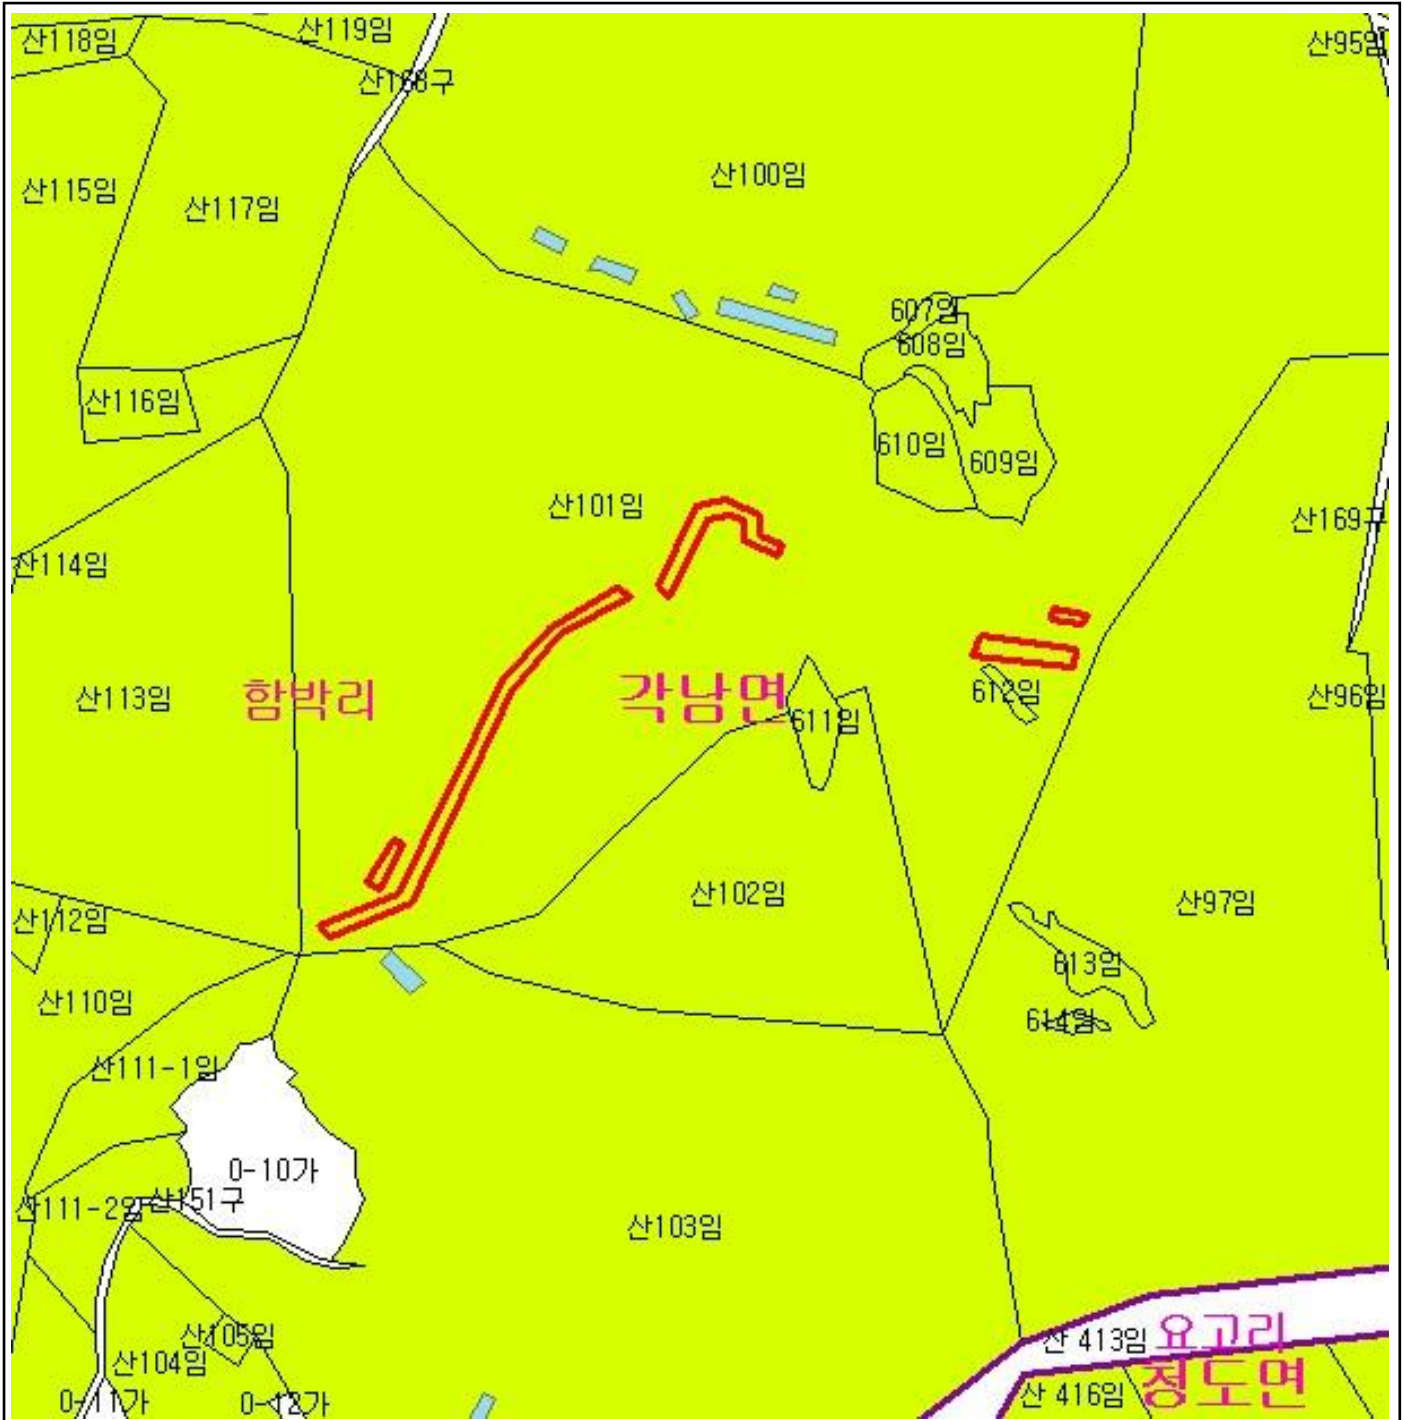 산119임
산118임
산95임
산168구
산100임
산115임
산117임
607임
608임
산116임
610임
609임
산101임
산169구
산114임
612임
산113임
함박리
각남면
산96임
611임
산102임
산97임
산112임
613임
산110임
614임
산111-1임
0-10가
산151구
산111-2임
산103임
산105임
산 413임
요고리
산104임
청도면
산 416임
0-11가
0-12가